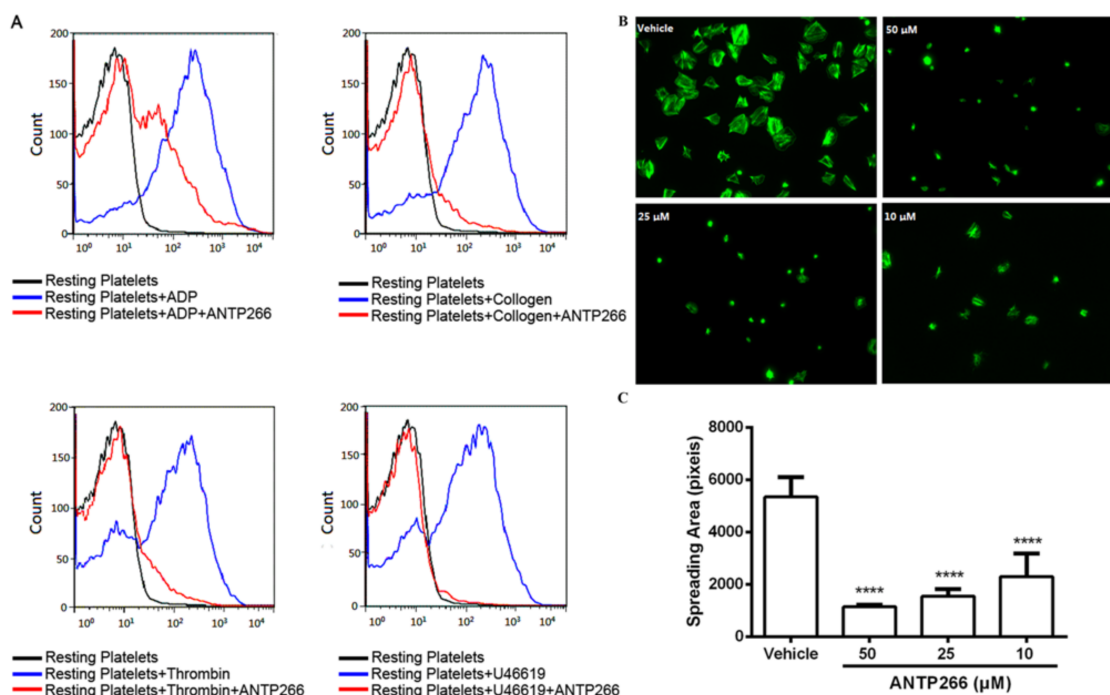 A
200
150
100
50
0
Count
10⁰ 10¹ 10² 10³ 10⁴
Resting Platelets
Resting Platelets+ADP
Resting Platelets+ADP+ANTP266
200
150
100
50
0
Count
10⁰ 10¹ 10² 10³ 10⁴
Resting Platelets
Resting Platelets+Collogen
Resting Platelets+Collogen+ANTP266
200
150
100
50
0
Count
10⁰ 10¹ 10² 10³ 10⁴
Resting Platelets
Resting Platelets+Thrombin
Resting Platelets+Thrombin+ANTP266
200
150
100
50
0
Count
10⁰ 10¹ 10² 10³ 10⁴
Resting Platelets
Resting Platelets+U46619
Resting Platelets+U46619+ANTP266
B
Vehicle
50 μM
25 μM
10 μM
C
8000
6000
4000
2000
0
Spreading Area (pixeis)
**** **** ****
Vehicle 50 25 10
ANTP266 (μM)